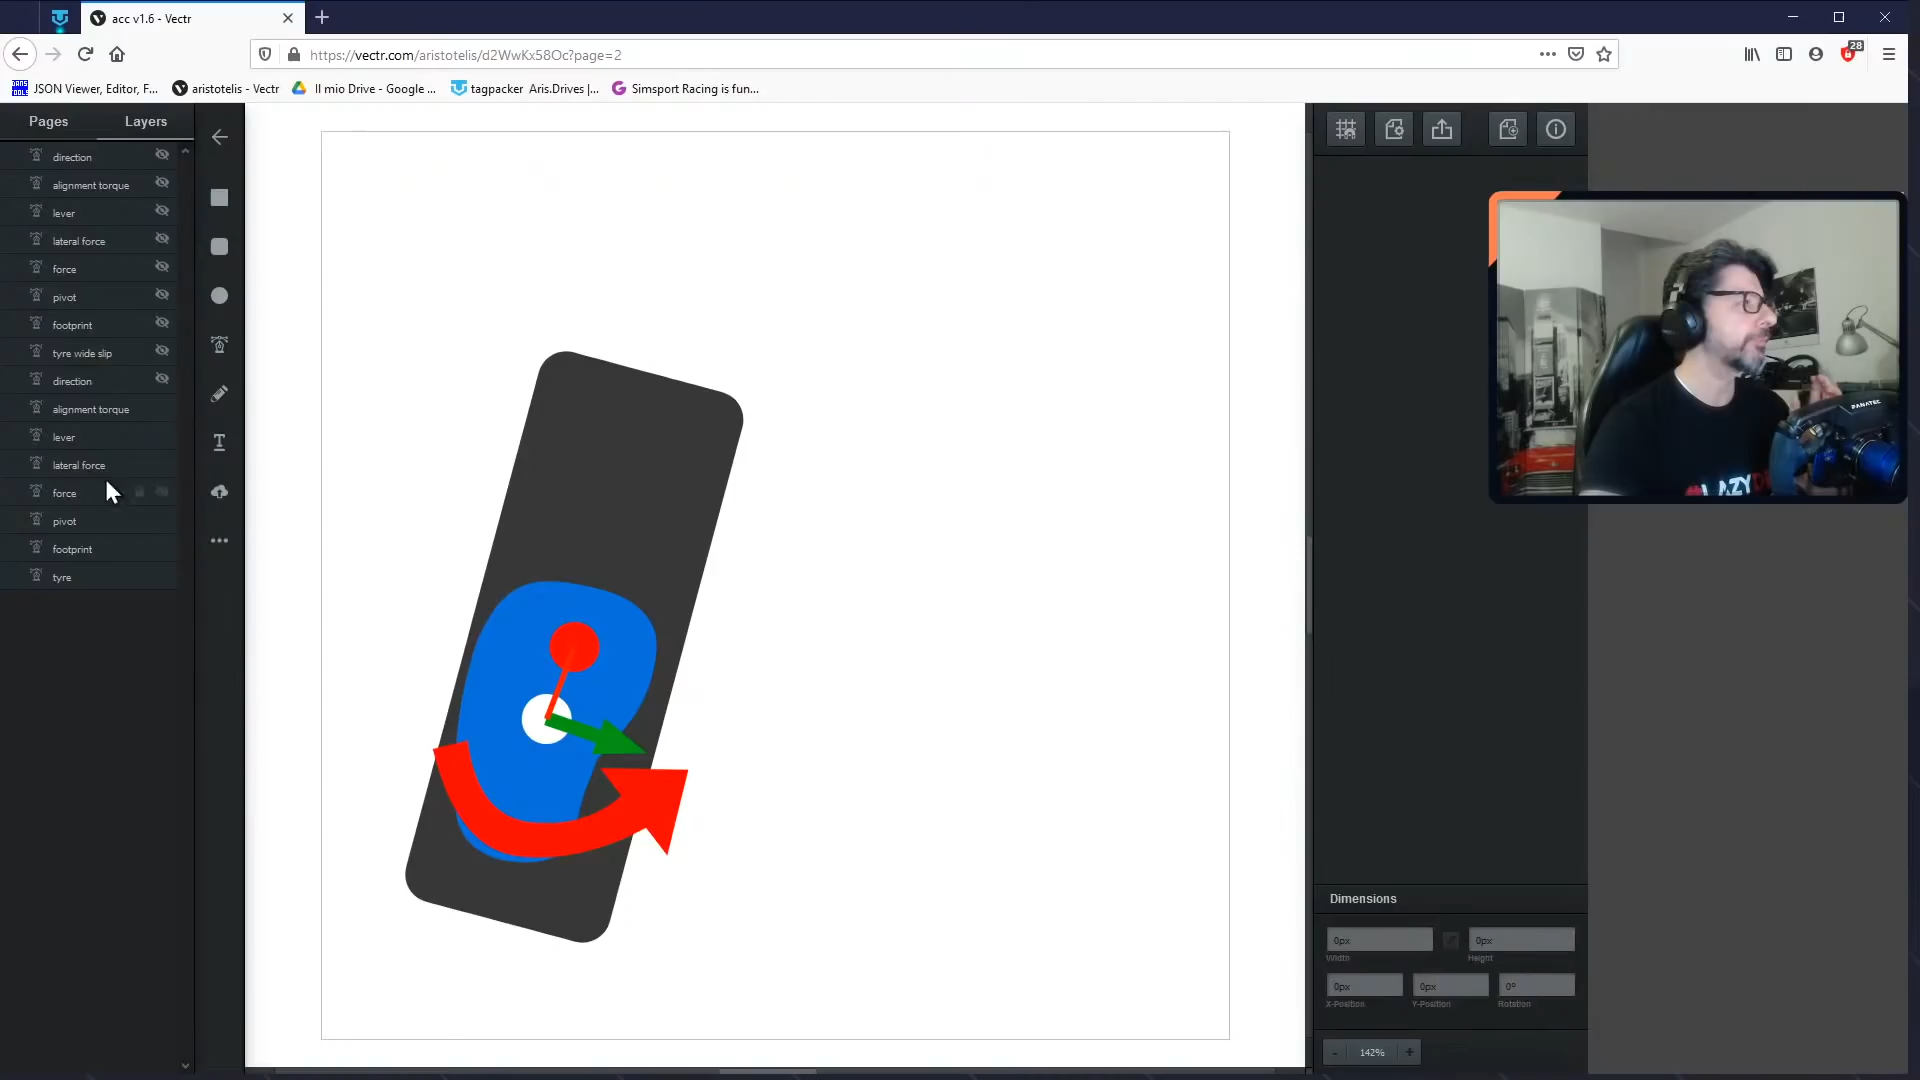 acc v1.6 - Vectr
https://vectr.com/aristotelis/d2WwKx58Oc?page=2
28
JSON Viewer, Editor, F...
aristotelis - Vectr
Il mio Drive - Google ...
tagpacker Aris.Drives |...
Simsport Racing is fun...
Pages
Layers
direction
alignment torque
lever
lateral force
force
pivot
footprint
tyre wide slip
direction
alignment torque
lever
lateral force
force
pivot
footprint
tyre
T
FANATEC
LAZY
Dimensions
0px
0px
Width
Height
0px
0px
0°
X-Position
Y-Position
Rotation
-
142%
+